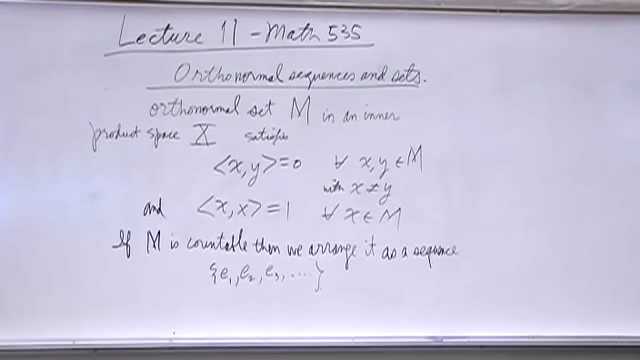 Lecture 11 - Math 535
Orthonormal sequences and sets.
orthonormal set M in an inner
product space X satisfies
<x,y>=0 ∀ x,y ∈ M
with x ≠ y
and <x,x>=1 ∀ x ∈ M
If M is countable then we arrange it as a sequence
{e₁, e₂, e₃, ....}